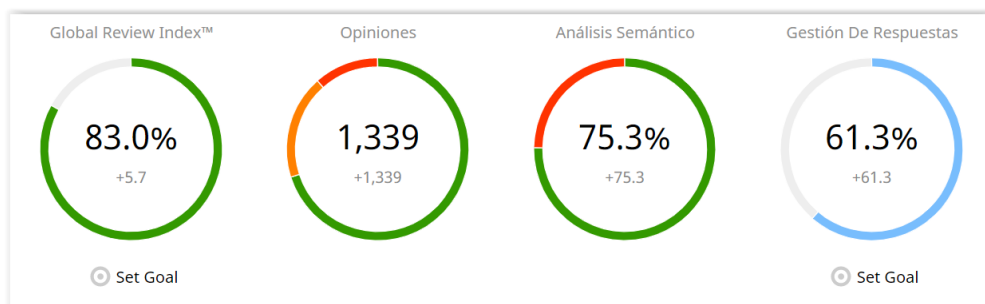 Global Review Index™
Opiniones
Análisis Semántico
Gestión De Respuestas
83.0%
+5.7
1,339
+1,339
75.3%
+75.3
61.3%
+61.3
Set Goal
Set Goal